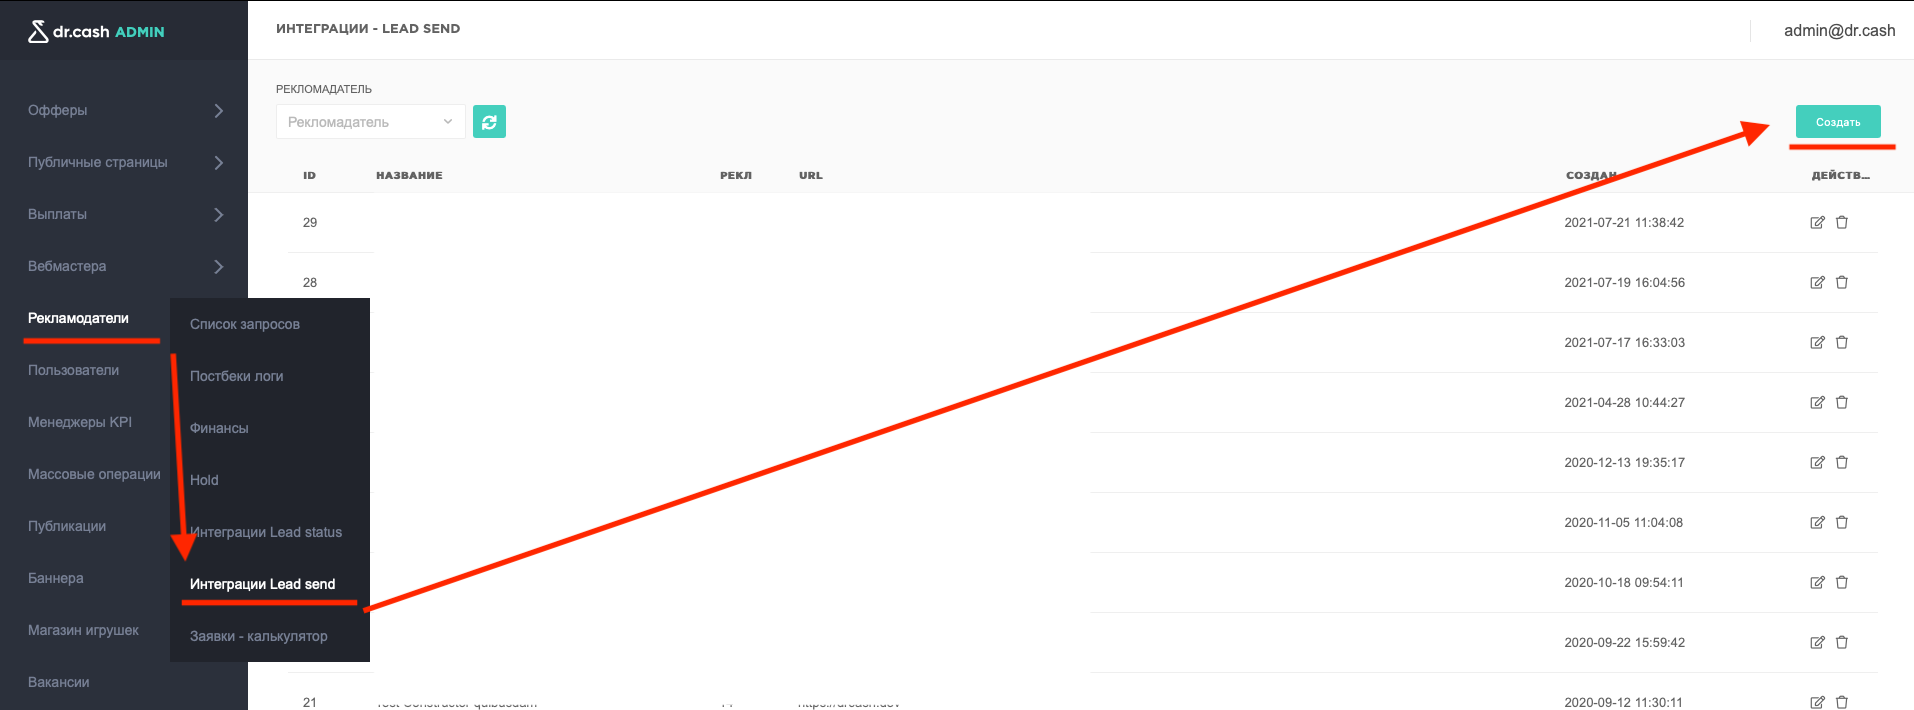 dr.cash ADMIN
ИНТЕГРАЦИИ - LEAD SEND
admin@dr.cash
Офферы
Публичные страницы
Выплаты
Вебмастера
Рекламодатели
Пользователи
Менеджеры KPI
Массовые операции
Публикации
Баннера
Магазин игрушек
Вакансии
Список запросов
Постбеки логи
Финансы
Hold
Интеграции Lead status
Интеграции Lead send
Заявки - калькулятор
РЕКЛОМАДАТЕЛЬ
Рекломадатель
Создать
ID НАЗВАНИЕ РЕКЛ URL СОЗДАН ДЕЙСТВ...
29 2021-07-21 11:38:42
28 2021-07-19 16:04:56
2021-07-17 16:33:03
2021-04-28 10:44:27
2020-12-13 19:35:17
2020-11-05 11:04:08
2020-10-18 09:54:11
2020-09-22 15:59:42
21 2020-09-12 11:30:11